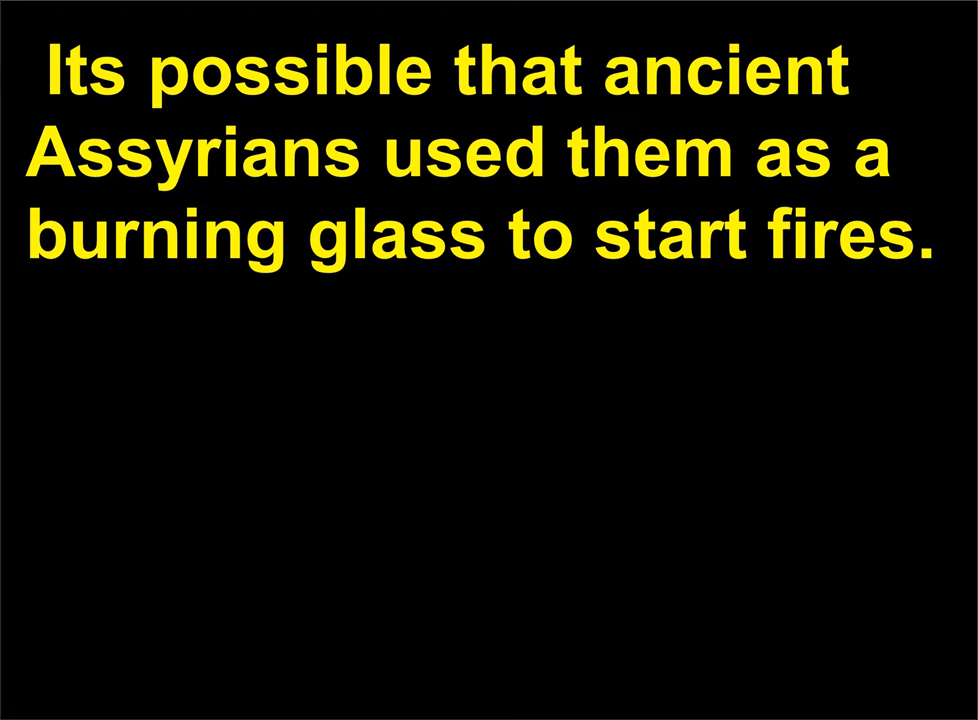 Its possible that ancient
Assyrians used them as a
burning glass to start fires.